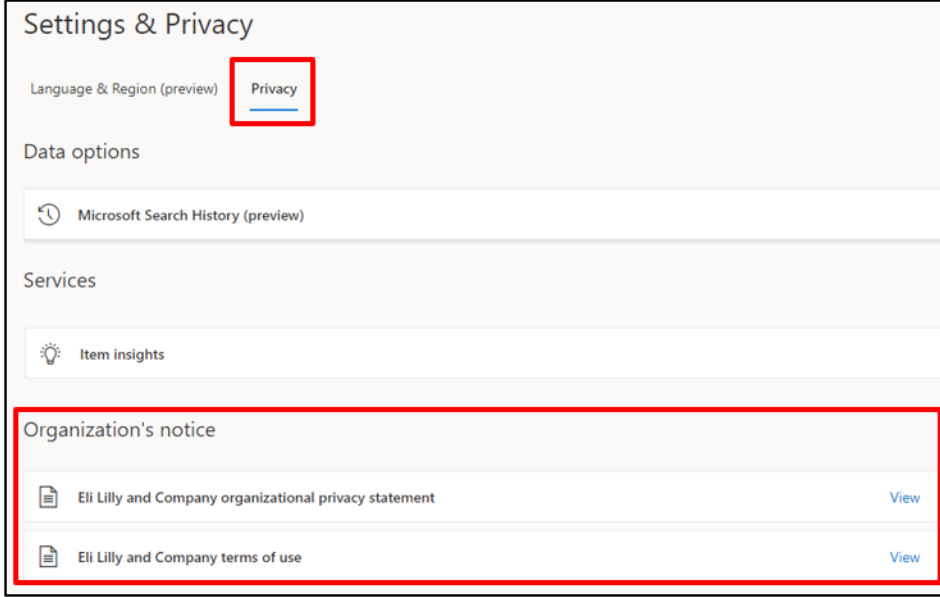 Settings & Privacy
Language & Region (preview) Privacy
Data options
Microsoft Search History (preview)
Services
Item insights
Organization's notice
Eli Lilly and Company organizational privacy statement View
Eli Lilly and Company terms of use View